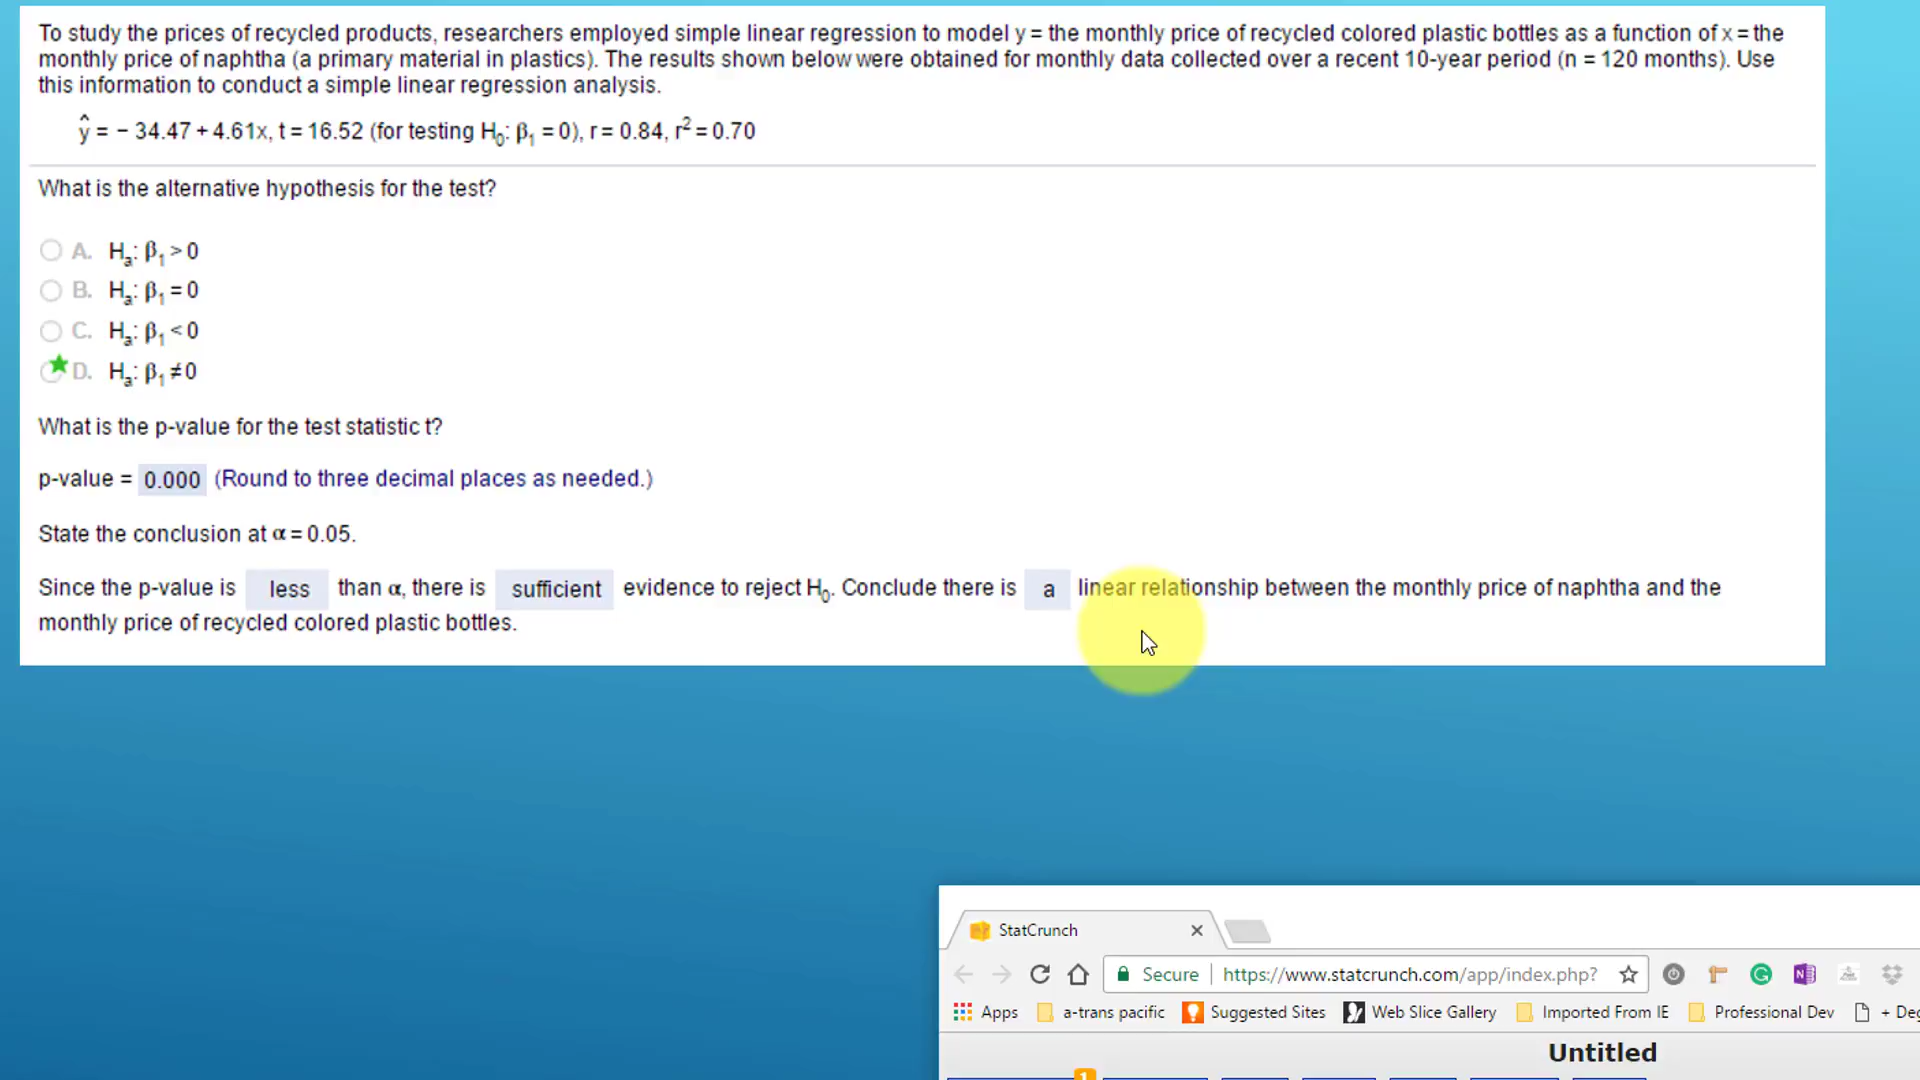 To study the prices of recycled products, researchers employed simple linear regression to model y = the monthly price of recycled colored plastic bottles as a function of x = the
monthly price of naphtha (a primary material in plastics). The results shown below were obtained for monthly data collected over a recent 10-year period (n = 120 months). Use
this information to conduct a simple linear regression analysis.
ŷ = − 34.47 + 4.61x, t = 16.52 (for testing H₀: β₁ = 0), r = 0.84, r² = 0.70
What is the alternative hypothesis for the test?
A. Hₐ: β₁ > 0
B. Hₐ: β₁ = 0
C. Hₐ: β₁ < 0
D. Hₐ: β₁ ≠ 0
What is the p-value for the test statistic t?
p-value = 0.000 (Round to three decimal places as needed.)
State the conclusion at α = 0.05.
Since the p-value is less than α, there is sufficient evidence to reject H₀. Conclude there is a linear relationship between the monthly price of naphtha and the
monthly price of recycled colored plastic bottles.
StatCrunch
Secure https://www.statcrunch.com/app/index.php?
Apps a-trans pacific Suggested Sites Web Slice Gallery Imported From IE Professional Dev
Untitled
1